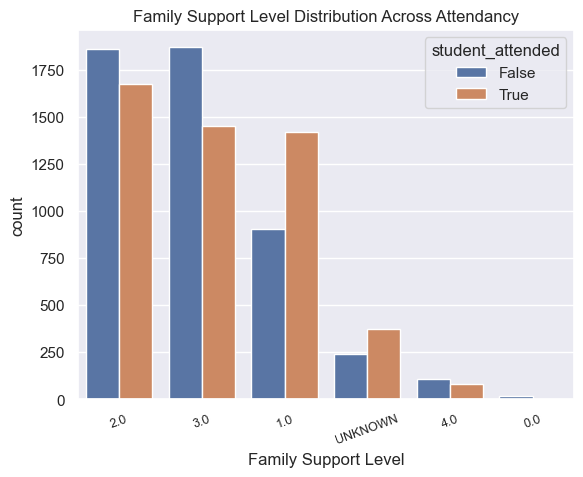 Family Support Level Distribution Across Attendancy
student_attended
False
True
count
1750
1500
1250
1000
750
500
250
0
2.0
3.0
1.0
UNKNOWN
4.0
0.0
Family Support Level